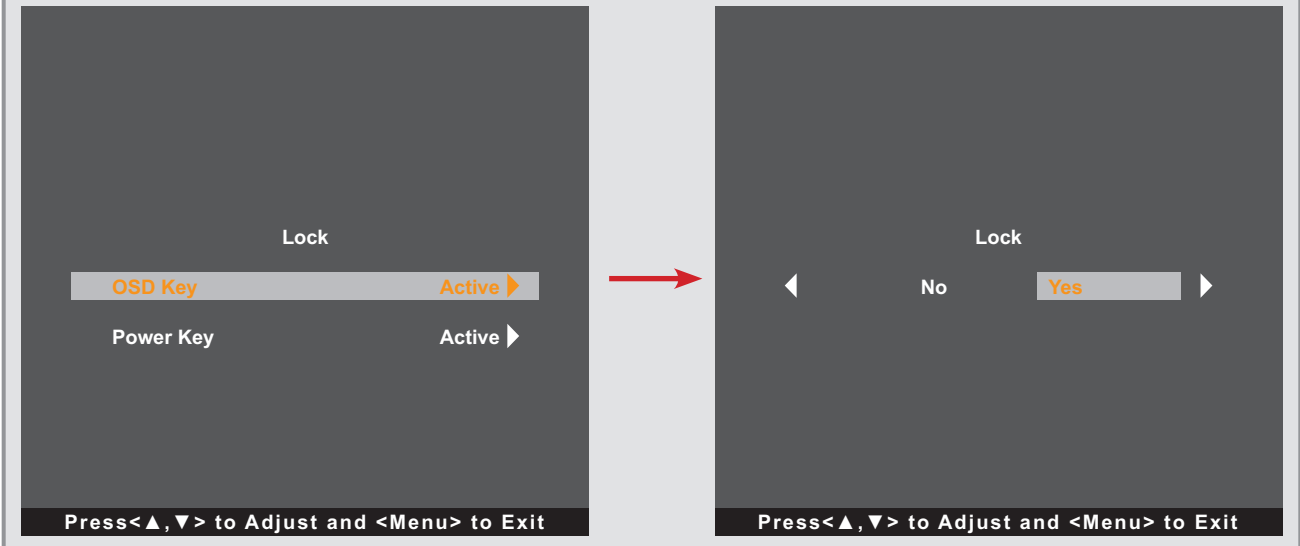 Lock
OSD Key Active
Power Key Active
Press<▲,▼> to Adjust and <Menu> to Exit
Lock
No Yes
Press<▲,▼> to Adjust and <Menu> to Exit